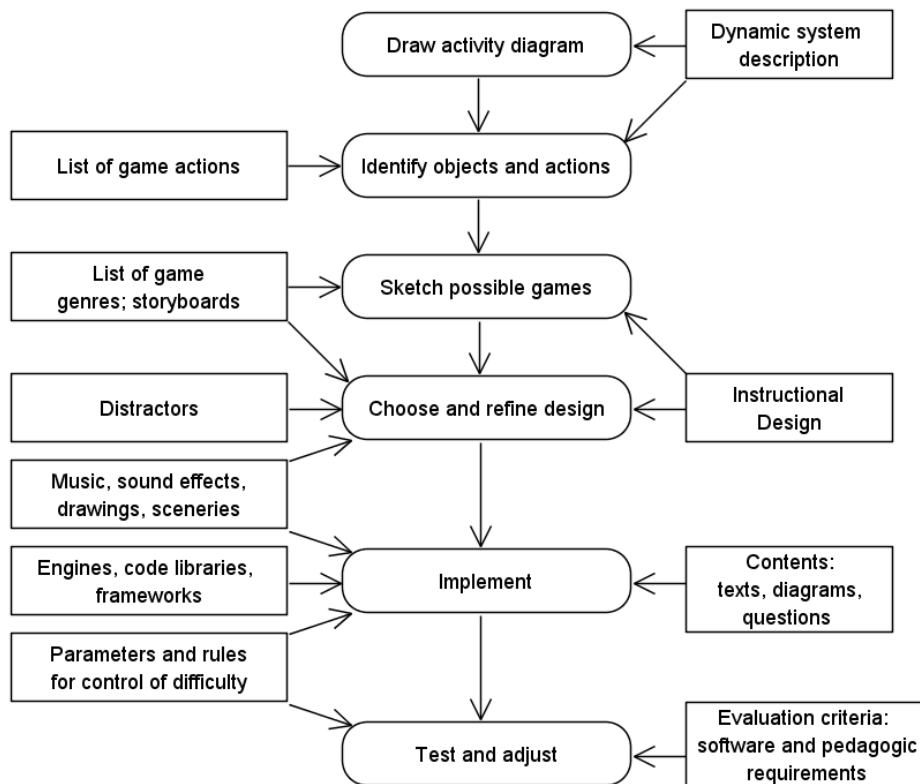 Draw activity diagram
Dynamic system
description
List of game actions
Identify objects and actions
List of game
genres; storyboards
Sketch possible games
Distractors
Choose and refine design
Instructional
Design
Music, sound effects,
drawings, sceneries
Engines, code libraries,
frameworks
Implement
Contents:
texts, diagrams,
questions
Parameters and rules
for control of difficulty
Test and adjust
Evaluation criteria:
software and pedagogic
requirements